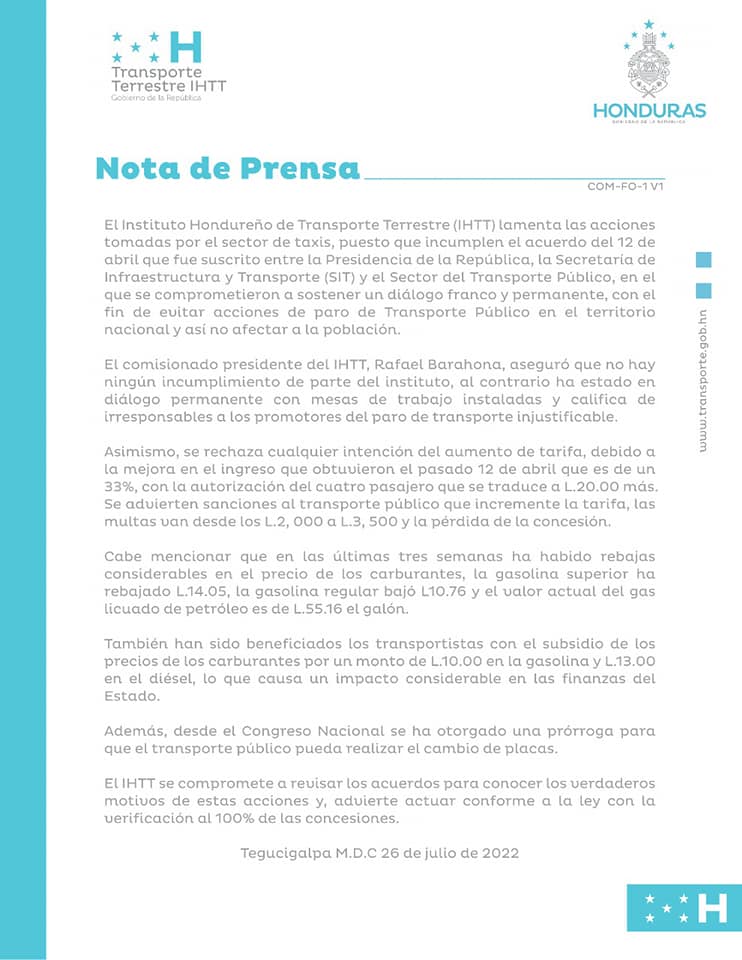 H
Transporte
Terrestre IHTT
Gobierno de la República
HONDURAS
GOBIERNO DE LA REPÚBLICA
Nota de Prensa
COM-FO-1 V1
El Instituto Hondureño de Transporte Terrestre (IHTT) lamenta las acciones
tomadas por el sector de taxis, puesto que incumplen el acuerdo del 12 de
abril que fue suscrito entre la Presidencia de la República, la Secretaría de
Infraestructura y Transporte (SIT) y el Sector del Transporte Público, en el
que se comprometieron a sostener un diálogo franco y permanente, con el
fin de evitar acciones de paro de Transporte Público en el territorio
nacional y así no afectar a la población.
El comisionado presidente del IHTT, Rafael Barahona, aseguró que no hay
ningún incumplimiento de parte del instituto, al contrario ha estado en
diálogo permanente con mesas de trabajo instaladas y califica de
irresponsables a los promotores del paro de transporte injustificable.
Asimismo, se rechaza cualquier intención del aumento de tarifa, debido a
la mejora en el ingreso que obtuvieron el pasado 12 de abril que es de un
33%, con la autorización del cuatro pasajero que se traduce a L.20.00 más.
Se advierten sanciones al transporte público que incremente la tarifa, las
multas van desde los L.2, 000 a L.3, 500 y la pérdida de la concesión.
Cabe mencionar que en las últimas tres semanas ha habido rebajas
considerables en el precio de los carburantes, la gasolina superior ha
rebajado L.14.05, la gasolina regular bajó L10.76 y el valor actual del gas
licuado de petróleo es de L.55.16 el galón.
También han sido beneficiados los transportistas con el subsidio de los
precios de los carburantes por un monto de L.10.00 en la gasolina y L.13.00
en el diésel, lo que causa un impacto considerable en las finanzas del
Estado.
Además, desde el Congreso Nacional se ha otorgado una prórroga para
que el transporte público pueda realizar el cambio de placas.
El IHTT se compromete a revisar los acuerdos para conocer los verdaderos
motivos de estas acciones y, advierte actuar conforme a la ley con la
verificación al 100% de las concesiones.
Tegucigalpa M.D.C 26 de julio de 2022
www.transporte.gob.hn
H